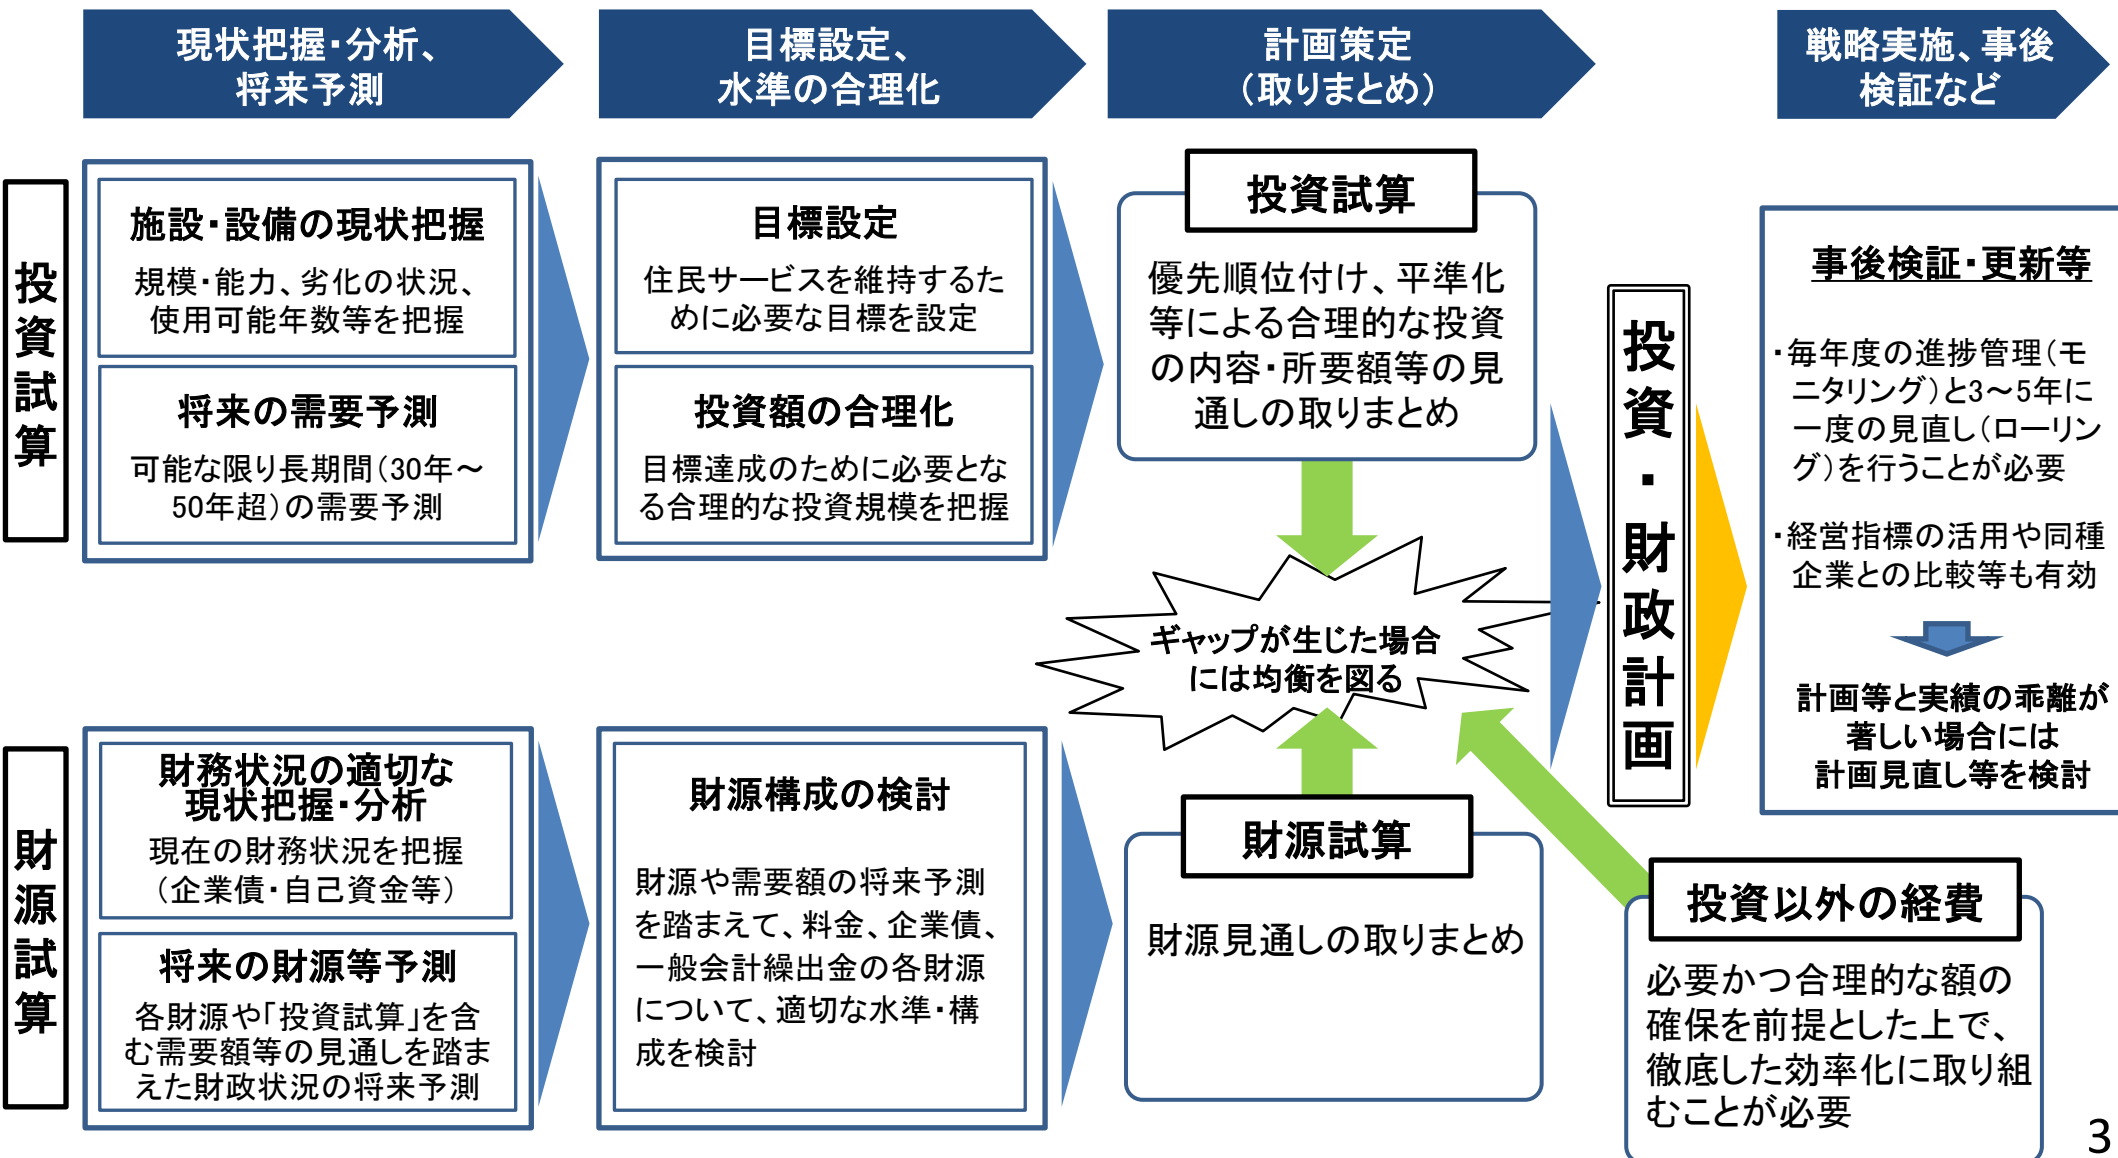 現状把握・分析、
将来予測
目標設定、
水準の合理化
計画策定
（取りまとめ）
戦略実施、事後
検証など
投資試算
施設・設備の現状把握
規模・能力、劣化の状況、
使用可能年数等を把握
将来の需要予測
可能な限り長期間（30年～
50年超）の需要予測
目標設定
住民サービスを維持するた
めに必要な目標を設定
投資額の合理化
目標達成のために必要とな
る合理的な投資規模を把握
投資試算
優先順位付け、平準化
等による合理的な投資
の内容・所要額等の見
通しの取りまとめ
ギャップが生じた場合
には均衡を図る
投資・財政計画
事後検証・更新等
・毎年度の進捗管理（モ
ニタリング）と3～5年に
一度の見直し（ローリン
グ）を行うことが必要
・経営指標の活用や同種
企業との比較等も有効
計画等と実績の乖離が
著しい場合には
計画見直し等を検討
財源試算
財務状況の適切な
現状把握・分析
現在の財務状況を把握
（企業債・自己資金等）
将来の財源等予測
各財源や「投資試算」を含
む需要額等の見通しを踏ま
えた財政状況の将来予測
財源構成の検討
財源や需要額の将来予測
を踏まえて、料金、企業債、
一般会計繰出金の各財源
について、適切な水準・構
成を検討
財源試算
財源見通しの取りまとめ
投資以外の経費
必要かつ合理的な額の
確保を前提とした上で、
徹底した効率化に取り組
むことが必要
3